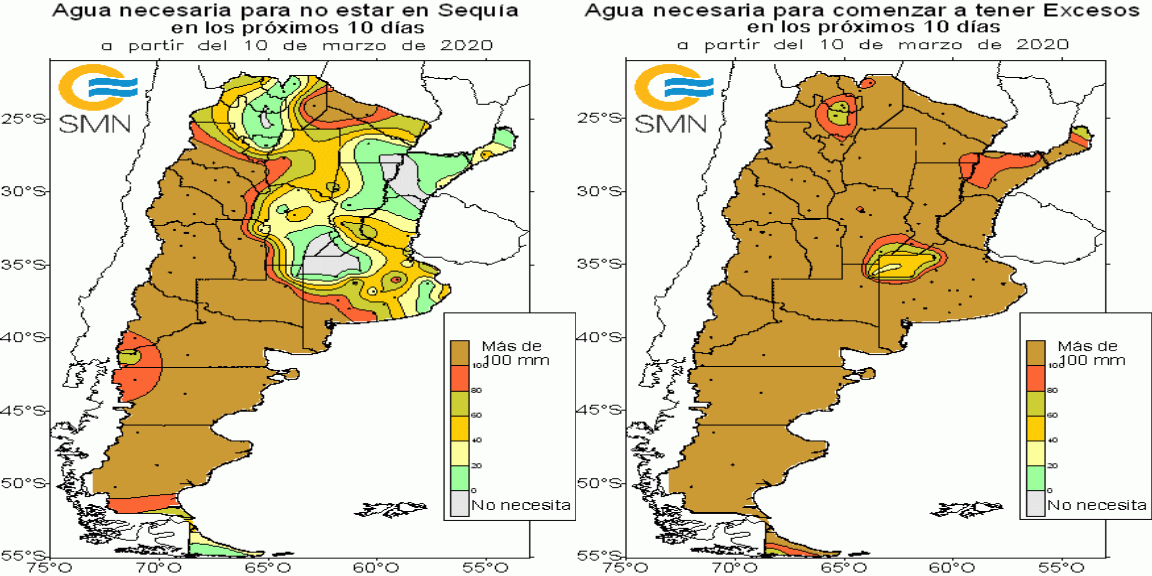 Agua necesaria para no estar en Sequía
en los próximos 10 días
a partir del 10 de marzo de 2020
SMN
25°S
30°S
35°S
40°S
45°S
50°S
55°S
75°O 70°O 65°O 60°O 55°O
Más de
100 mm
100
80
60
40
20
0
No necesita
Agua necesaria para comenzar a tener Excesos
en los próximos 10 días
a partir del 10 de marzo de 2020
SMN
25°S
30°S
35°S
40°S
45°S
50°S
55°S
75°O 70°O 65°O 60°O 55°O
Más de
100 mm
100
80
60
40
20
0
No necesita